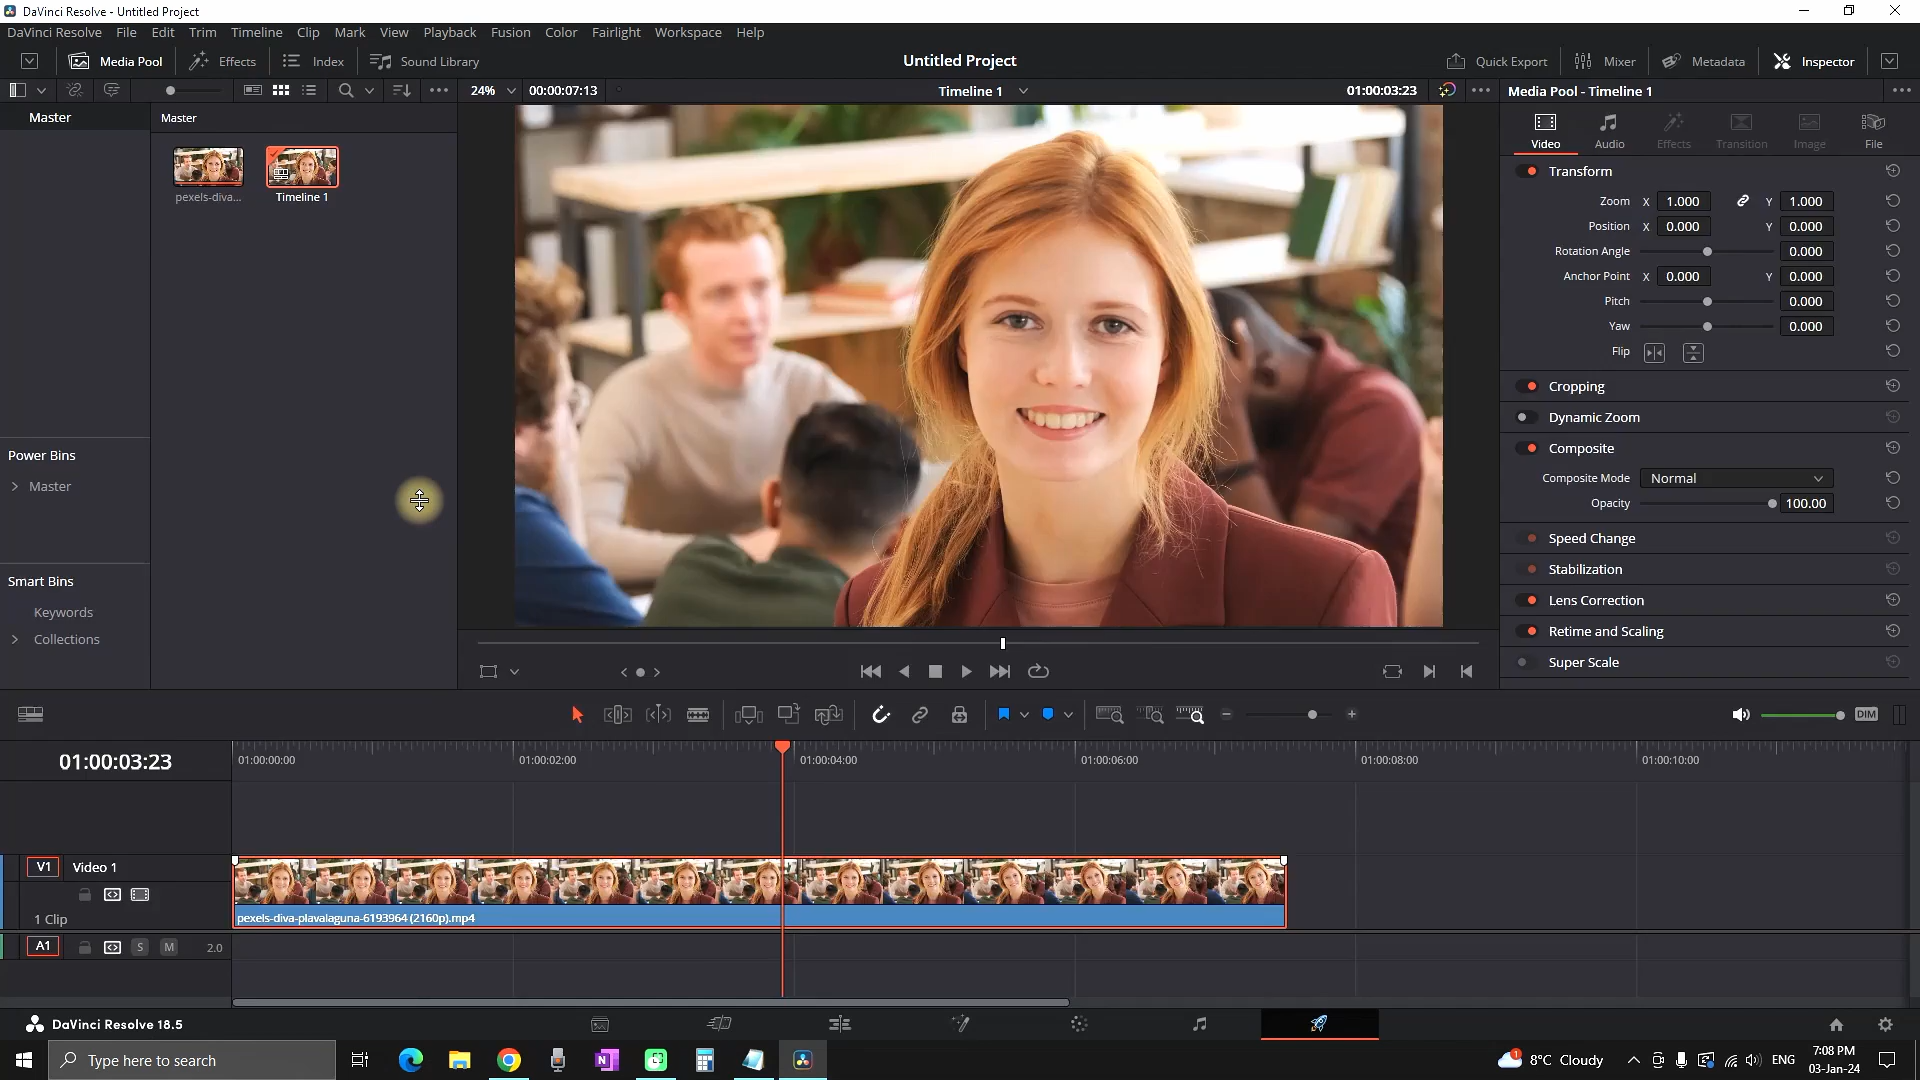 DaVinci Resolve - Untitled Project
DaVinci Resolve File Edit Trim Timeline Clip Mark View Playback Fusion Color Fairlight Workspace Help
Media Pool Effects Index Sound Library Untitled Project Quick Export Mixer Metadata Inspector
24% 00:00:07:13 Timeline 1 01:00:03:23 Media Pool - Timeline 1
Master
Master
pexels-diva...
Timeline 1
Power Bins
Master
Smart Bins
Keywords
Collections
Video Audio Effects Transition Image File
Transform
Zoom X 1.000 Y 1.000
Position X 0.000 Y 0.000
Rotation Angle 0.000
Anchor Point X 0.000 Y 0.000
Pitch 0.000
Yaw 0.000
Flip
Cropping
Dynamic Zoom
Composite
Composite Mode Normal
Opacity 100.00
Speed Change
Stabilization
Lens Correction
Retime and Scaling
Super Scale
DIM
01:00:03:23
01:00:00:00 01:00:02:00 01:00:04:00 01:00:06:00 01:00:08:00 01:00:10:00
V1 Video 1
1 Clip
pexels-diva-plavalaguna-6193964 (2160p).mp4
A1 S M 2.0
DaVinci Resolve 18.5
Type here to search
N
1
8°C Cloudy
ENG
7:08 PM
03-Jan-24